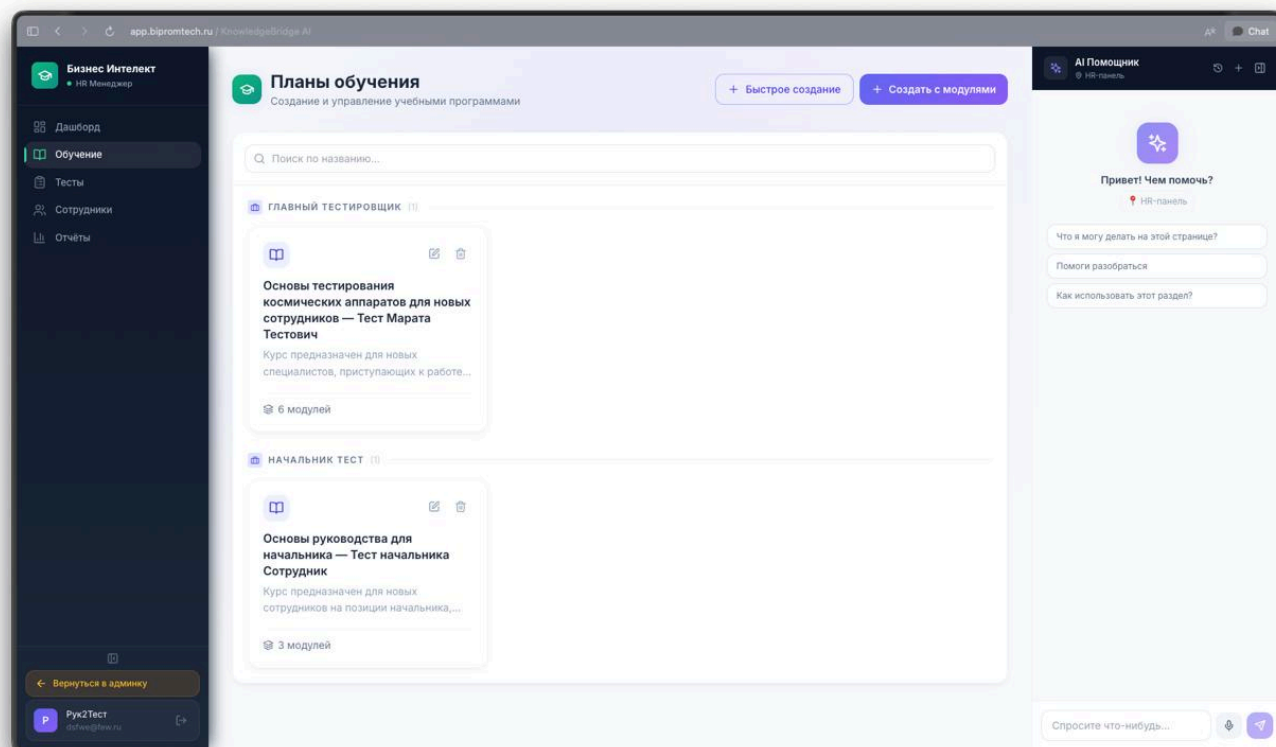 app.bipromtech.ru / KnowledgeBridge AI
Chat
Бизнес Интелект
HR Менеджер
Дашборд
Обучение
Тесты
Сотрудники
Отчёты
Вернуться в админку
P
Рук2Тест
dsfwe@few.ru
Планы обучения
Создание и управление учебными программами
+ Быстрое создание
+ Создать с модулями
Поиск по названию...
ГЛАВНЫЙ ТЕСТИРОВЩИК (1)
Основы тестирования
космических аппаратов для новых
сотрудников — Тест Марата
Тестович
Курс предназначен для новых
специалистов, приступающих к работе...
6 модулей
НАЧАЛЬНИК ТЕСТ (1)
Основы руководства для
начальника — Тест начальника
Сотрудник
Курс предназначен для новых
сотрудников на позиции начальника,...
3 модулей
AI Помощник
HR-панель
Привет! Чем помочь?
HR-панель
Что я могу делать на этой странице?
Помоги разобраться
Как использовать этот раздел?
Спросите что-нибудь...